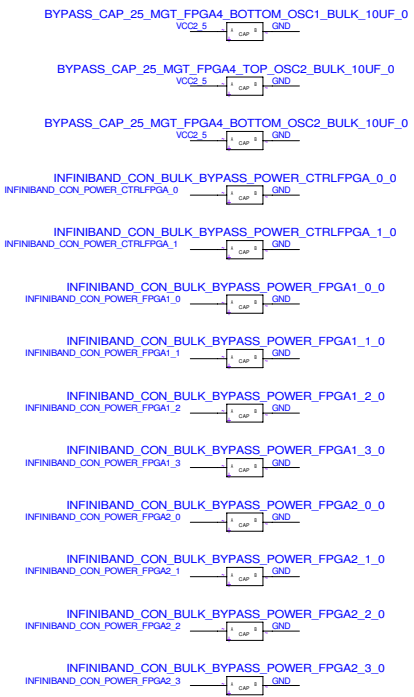 BYPASS_CAP_25_MGT_FPGA4_BOTTOM_OSC1_BULK_10UF_0
VCC2_5 A B GND
CAP
BYPASS_CAP_25_MGT_FPGA4_TOP_OSC2_BULK_10UF_0
VCC2_5 A B GND
CAP
BYPASS_CAP_25_MGT_FPGA4_BOTTOM_OSC2_BULK_10UF_0
VCC2_5 A B GND
CAP
INFINIBAND_CON_BULK_BYPASS_POWER_CTRLFPGA_0_0
INFINIBAND_CON_POWER_CTRLFPGA_0 A B GND
CAP
INFINIBAND_CON_BULK_BYPASS_POWER_CTRLFPGA_1_0
INFINIBAND_CON_POWER_CTRLFPGA_1 A B GND
CAP
INFINIBAND_CON_BULK_BYPASS_POWER_FPGA1_0_0
INFINIBAND_CON_POWER_FPGA1_0 A B GND
CAP
INFINIBAND_CON_BULK_BYPASS_POWER_FPGA1_1_0
INFINIBAND_CON_POWER_FPGA1_1 A B GND
CAP
INFINIBAND_CON_BULK_BYPASS_POWER_FPGA1_2_0
INFINIBAND_CON_POWER_FPGA1_2 A B GND
CAP
INFINIBAND_CON_BULK_BYPASS_POWER_FPGA1_3_0
INFINIBAND_CON_POWER_FPGA1_3 A B GND
CAP
INFINIBAND_CON_BULK_BYPASS_POWER_FPGA2_0_0
INFINIBAND_CON_POWER_FPGA2_0 A B GND
CAP
INFINIBAND_CON_BULK_BYPASS_POWER_FPGA2_1_0
INFINIBAND_CON_POWER_FPGA2_1 A B GND
CAP
INFINIBAND_CON_BULK_BYPASS_POWER_FPGA2_2_0
INFINIBAND_CON_POWER_FPGA2_2 A B GND
CAP
INFINIBAND_CON_BULK_BYPASS_POWER_FPGA2_3_0
INFINIBAND_CON_POWER_FPGA2_3 A B GND
CAP